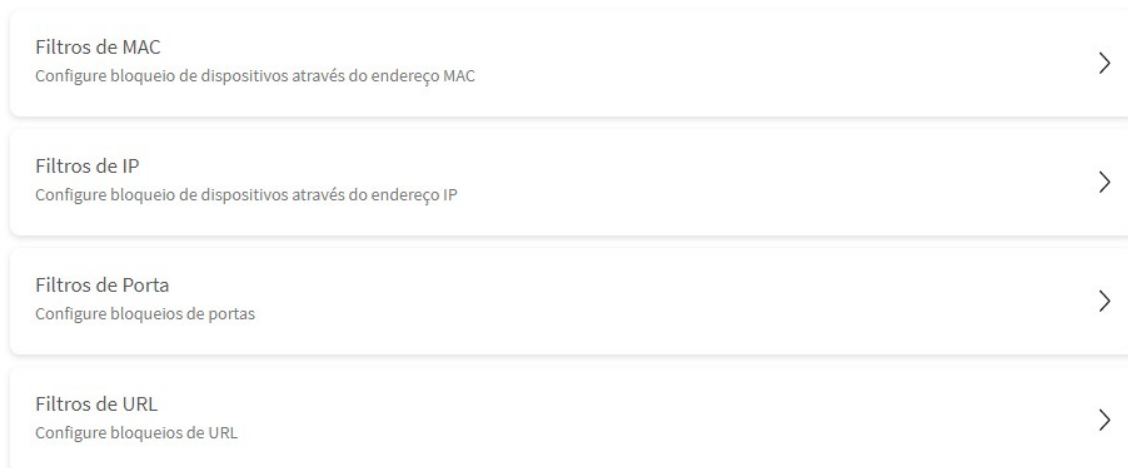 Filtros de MAC
Configure bloqueio de dispositivos através do endereço MAC
Filtros de IP
Configure bloqueio de dispositivos através do endereço IP
Filtros de Porta
Configure bloqueios de portas
Filtros de URL
Configure bloqueios de URL